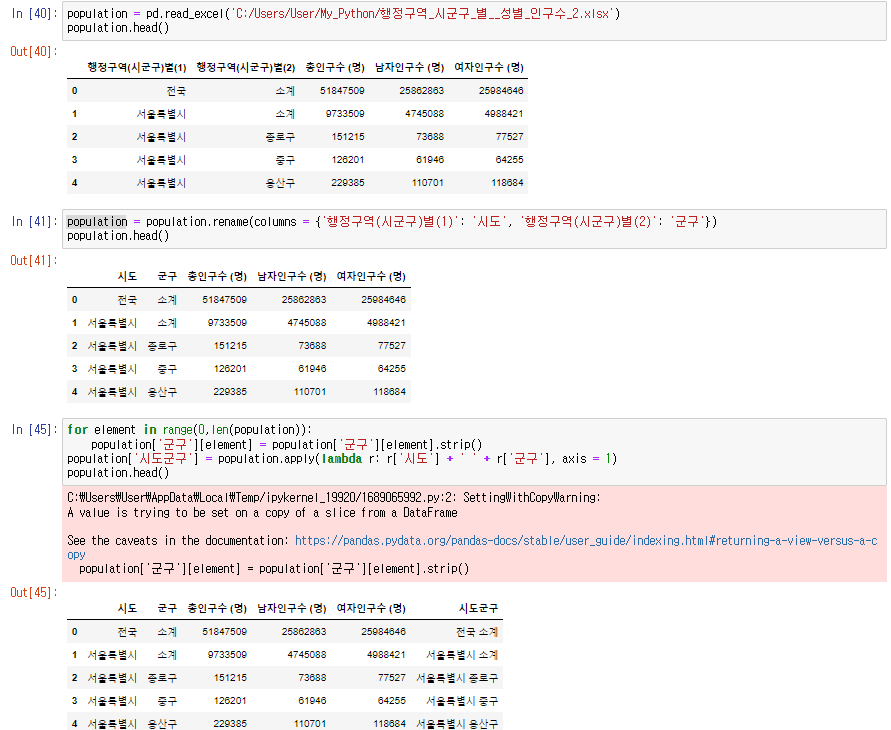 In [40]: population = pd.read_excel('C:/Users/User/My_Python/행정구역_시군구_별__성별_인구수_2.xlsx')
population.head()
Out[40]:
행정구역(시군구)별(1) 행정구역(시군구)별(2) 총인구수 (명) 남자인구수 (명) 여자인구수 (명)
0 전국 소계 51847509 25862863 25984646
1 서울특별시 소계 9733509 4745088 4988421
2 서울특별시 종로구 151215 73688 77527
3 서울특별시 중구 126201 61946 64255
4 서울특별시 용산구 229385 110701 118684
In [41]: population = population.rename(columns = {'행정구역(시군구)별(1)': '시도', '행정구역(시군구)별(2)': '군구'})
population.head()
Out[41]:
시도 군구 총인구수 (명) 남자인구수 (명) 여자인구수 (명)
0 전국 소계 51847509 25862863 25984646
1 서울특별시 소계 9733509 4745088 4988421
2 서울특별시 종로구 151215 73688 77527
3 서울특별시 중구 126201 61946 64255
4 서울특별시 용산구 229385 110701 118684
In [45]: for element in range(0,len(population)):
population['군구'][element] = population['군구'][element].strip()
population['시도군구'] = population.apply(lambda r: r['시도'] + ' ' + r['군구'], axis = 1)
population.head()
C:₩Users₩User₩AppData₩Local₩Temp/ipykernel_19920/1689065992.py:2: SettingWithCopyWarning:
A value is trying to be set on a copy of a slice from a DataFrame
See the caveats in the documentation: https://pandas.pydata.org/pandas-docs/stable/user_guide/indexing.html#returning-a-view-versus-a-c
opy
population['군구'][element] = population['군구'][element].strip()
Out[45]:
시도 군구 총인구수 (명) 남자인구수 (명) 여자인구수 (명) 시도군구
0 전국 소계 51847509 25862863 25984646 전국 소계
1 서울특별시 소계 9733509 4745088 4988421 서울특별시 소계
2 서울특별시 종로구 151215 73688 77527 서울특별시 종로구
3 서울특별시 중구 126201 61946 64255 서울특별시 중구
4 서울특별시 용산구 229385 110701 118684 서울특별시 용산구